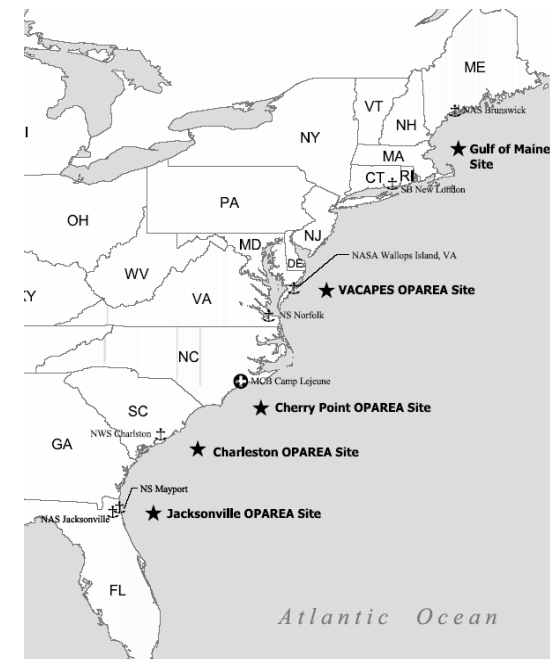 ME
VT
NAS Brunswick
NH
NY
Gulf of Maine
Site
MA
CT
RI
SB New London
PA
NJ
OH
MD
DE
NASA Wallops Island, VA
WV
VACAPES OPAREA Site
VA
NS Norfolk
NC
MCB Camp Lejeune
Cherry Point OPAREA Site
SC
NWS Charlston
GA
Charleston OPAREA Site
NS Mayport
NAS Jacksonville
Jacksonville OPAREA Site
FL
Atlantic Ocean